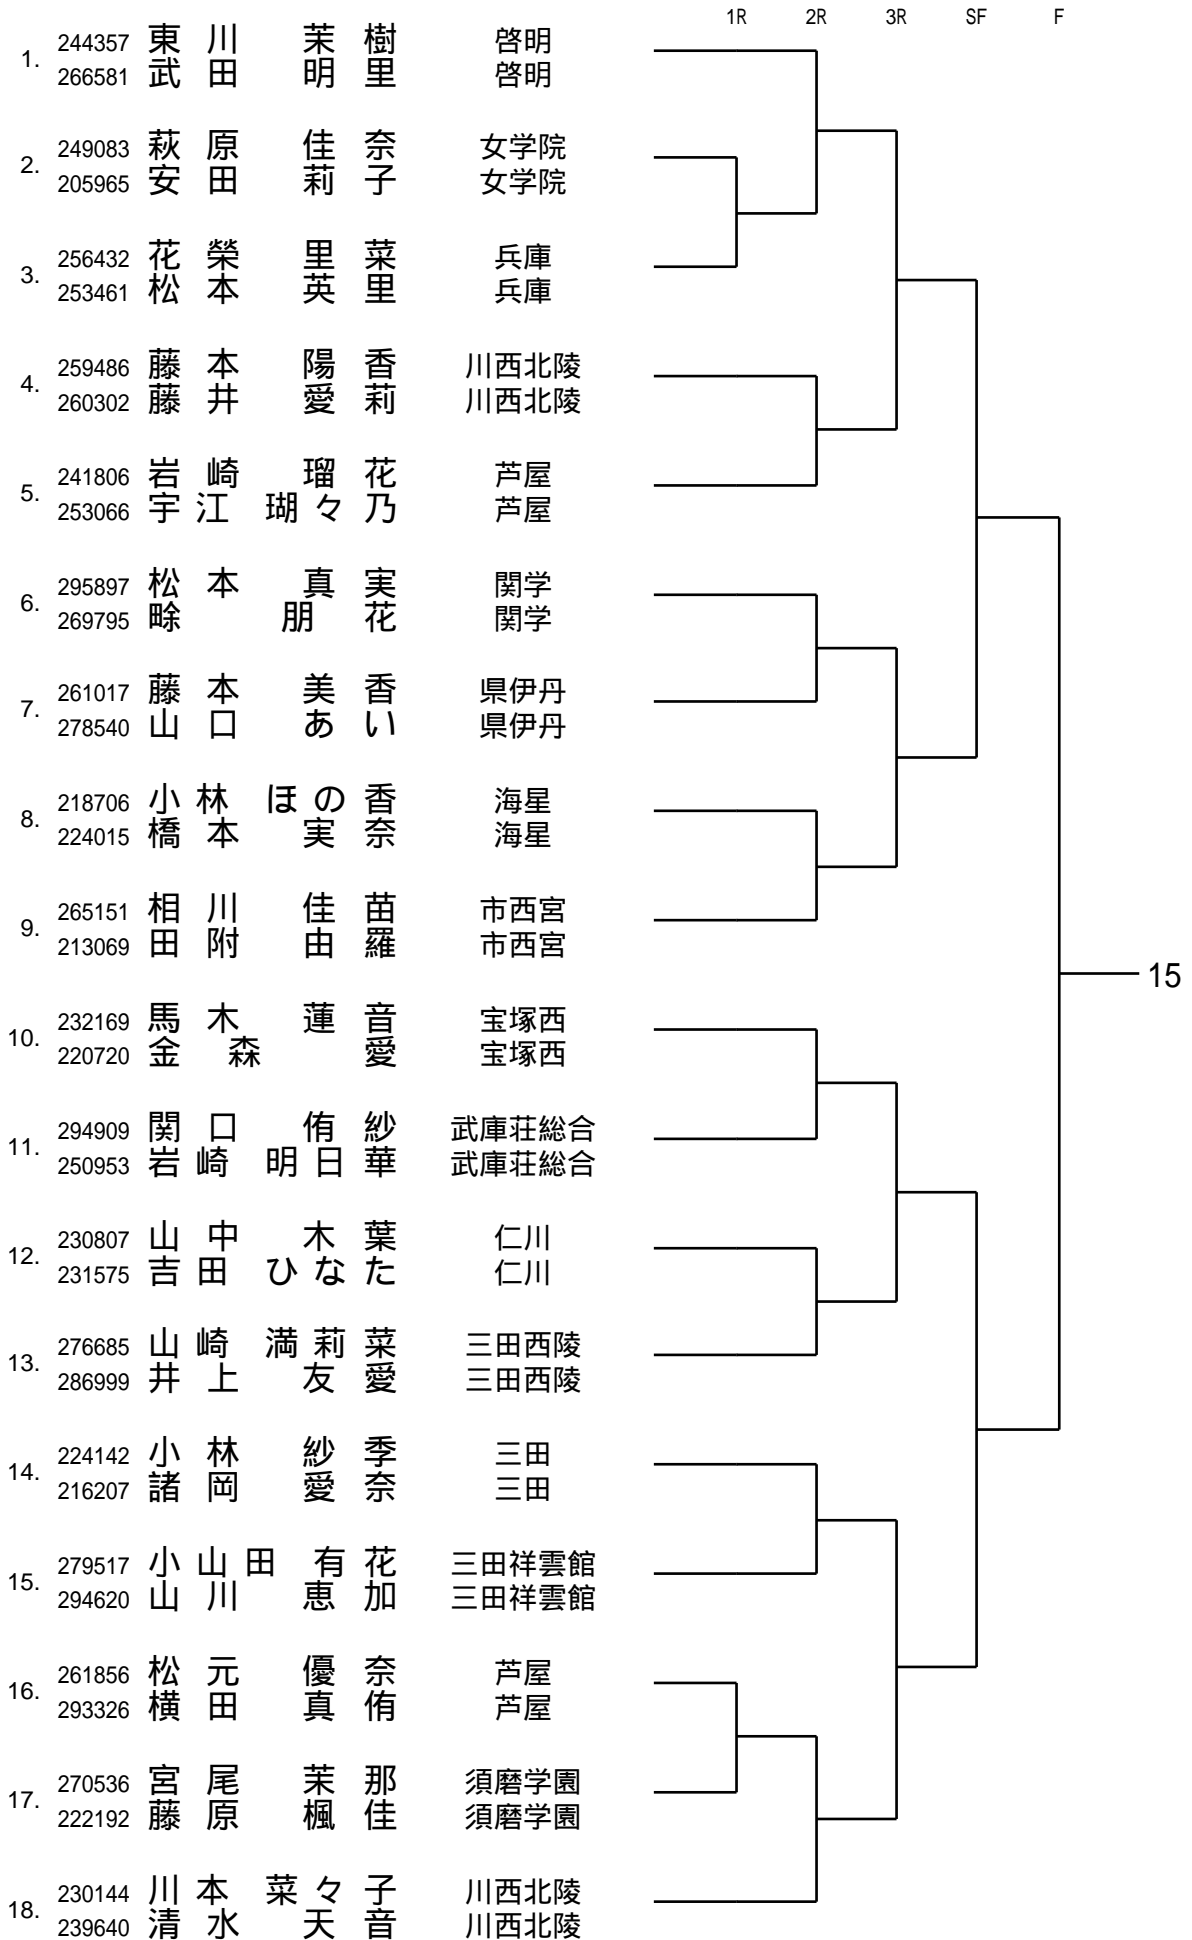 1R 2R 3R SF F
1. 244357 東川 茉樹 啓明
266581 武田 明里 啓明
2. 249083 萩原 佳奈 女学院
205965 安田 莉子 女学院
3. 256432 花榮 里菜 兵庫
253461 松本 英里 兵庫
4. 259486 藤本 陽香 川西北陵
260302 藤井 愛莉 川西北陵
5. 241806 岩崎 瑠花 芦屋
253066 宇江 瑚々乃 芦屋
6. 295897 松本 真実 関学
269795 畭 朋花 関学
7. 261017 藤本 美香 県伊丹
278540 山口 あい 県伊丹
8. 218706 小林 ほの香 海星
224015 橋本 実奈 海星
9. 265151 相川 佳苗 市西宮
213069 田附 由羅 市西宮
15
10. 232169 馬木 蓮音 宝塚西
220720 金森 愛 宝塚西
11. 294909 関口 侑紗 武庫荘総合
250953 岩崎 明日華 武庫荘総合
12. 230807 山中 木葉 仁川
231575 吉田 ひなた 仁川
13. 276685 山崎 満莉菜 三田西陵
286999 井上 友愛 三田西陵
14. 224142 小林 紗季 三田
216207 諸岡 愛奈 三田
15. 279517 小山田 有花 三田祥雲館
294620 山川 恵加 三田祥雲館
16. 261856 松元 優奈 芦屋
293326 横田 真侑 芦屋
17. 270536 宮尾 茉那 須磨学園
222192 藤原 楓佳 須磨学園
18. 230144 川本 菜々子 川西北陵
239640 清水 天音 川西北陵